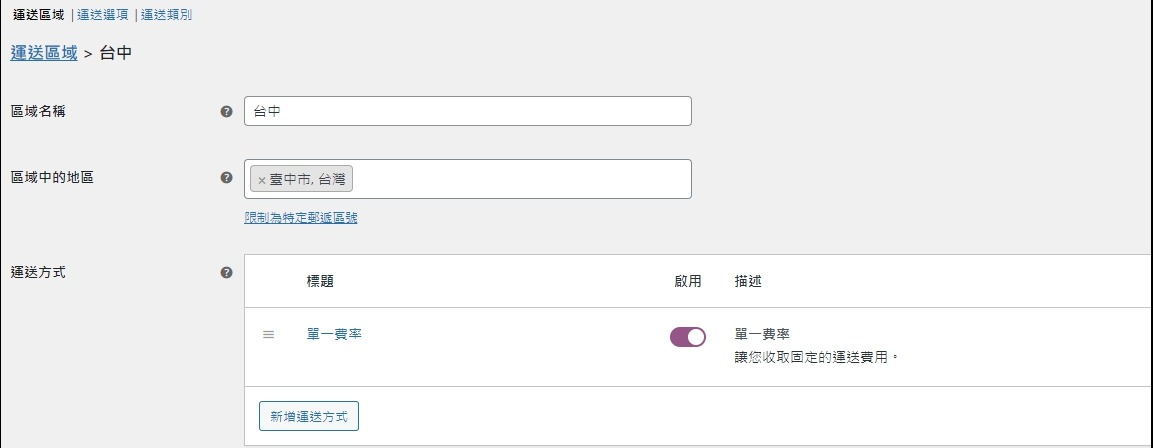 運送區域 | 運送選項 | 運送類別
運送區域 > 台中
區域名稱 ? 台中
區域中的地區 ? × 臺中市, 台灣
限制為特定郵遞區號
運送方式 ? 標題 啟用 描述
單一費率 單一費率
讓您收取固定的運送費用。
新增運送方式